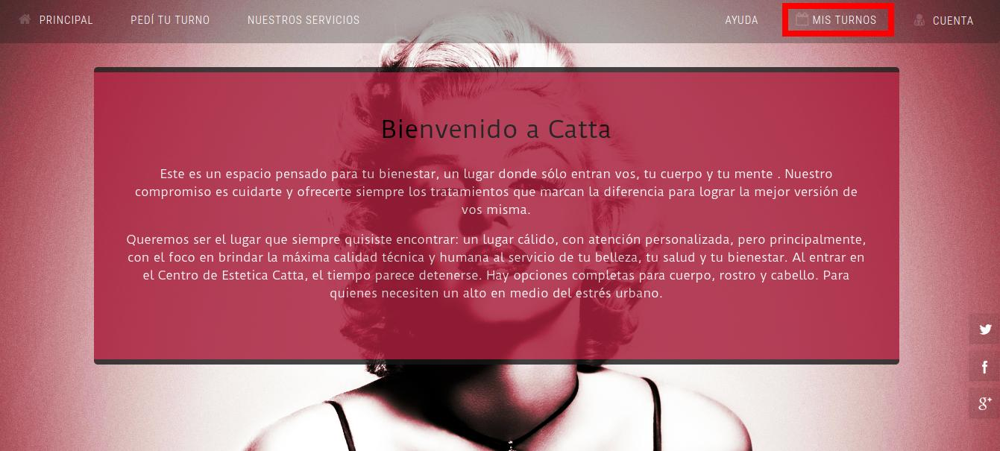 PRINCIPAL PEDÍ TU TURNO NUESTROS SERVICIOS AYUDA MIS TURNOS CUENTA
Bienvenido a Catta
Este es un espacio pensado para tu bienestar, un lugar donde sólo entran vos, tu cuerpo y tu mente . Nuestro
compromiso es cuidarte y ofrecerte siempre los tratamientos que marcan la diferencia para lograr la mejor versión de
vos misma.
Queremos ser el lugar que siempre quisiste encontrar: un lugar cálido, con atención personalizada, pero principalmente,
con el foco en brindar la máxima calidad técnica y humana al servicio de tu belleza, tu salud y tu bienestar. Al entrar en
el Centro de Estetica Catta, el tiempo parece detenerse. Hay opciones completas para cuerpo, rostro y cabello. Para
quienes necesiten un alto en medio del estrés urbano.